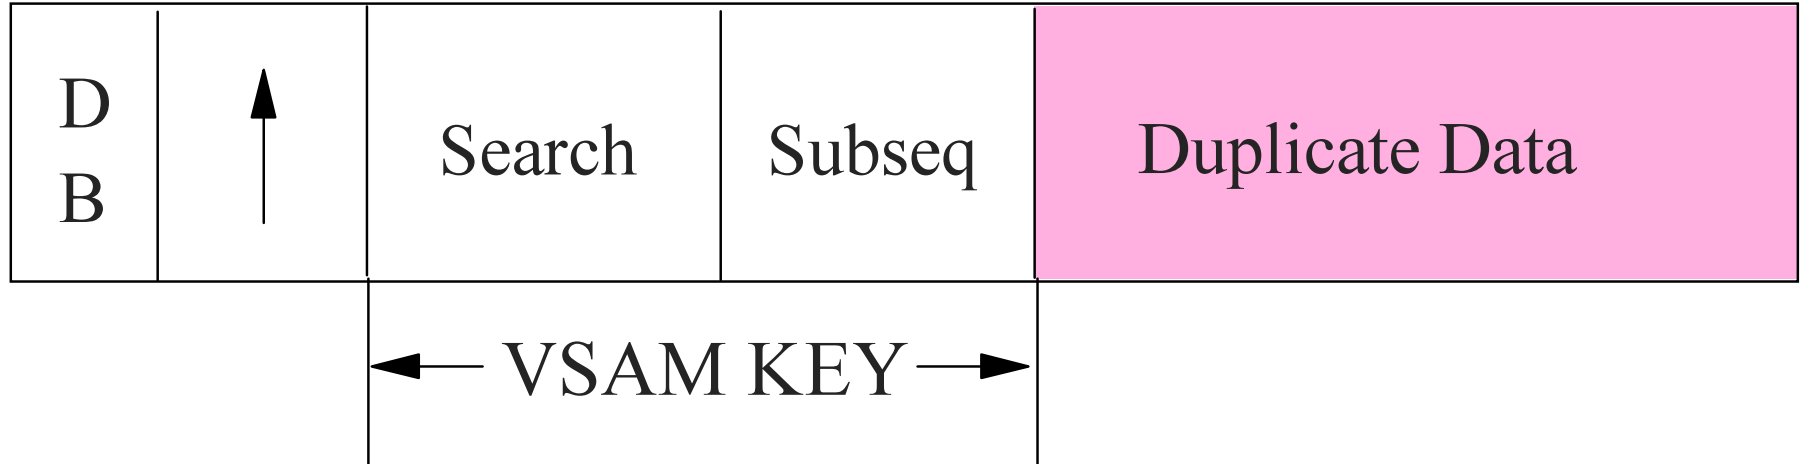 D
B
Search
Subseq
Duplicate Data
VSAM KEY